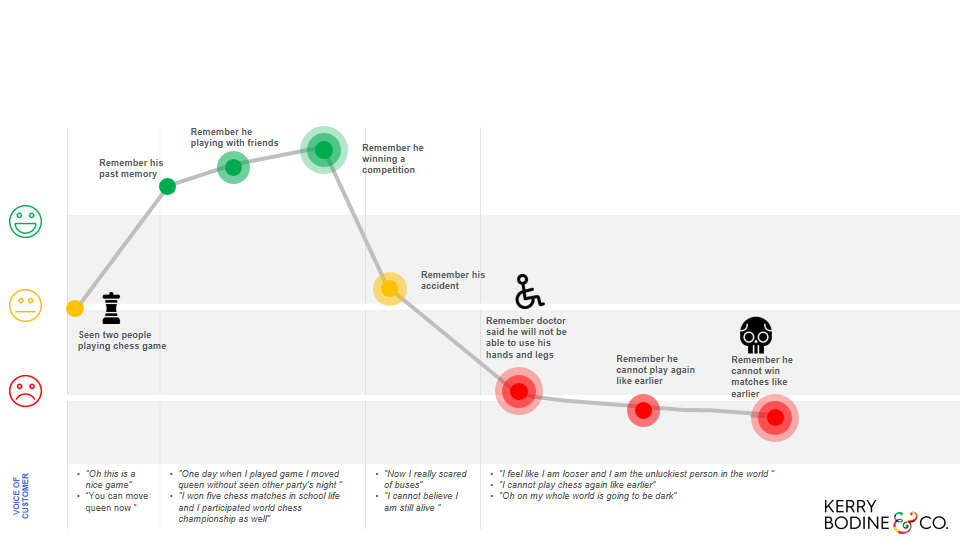 Remember he
playing with friends
Remember his
past memory
Remember he
winning a
competition
Remember his
accident
Seen two people
playing chess game
Remember doctor
said he will not be
able to use his
hands and legs
Remember he
cannot play again
like earlier
Remember he
cannot win
matches like
earlier
VOICE OF
CUSTOMER
• "Oh this is a
nice game"
• "You can move
queen now "
• "One day when I played game I moved
queen without seen other party's night "
• "I won five chess matches in school life
and I participated world chess
championship as well"
• "Now I really scared
of buses"
• "I cannot believe I
am still alive "
• "I feel like I am looser and I am the unluckiest person in the world "
• "I cannot play chess again like earlier"
• "Oh on my whole world is going to be dark"
KERRY
BODINE & CO.